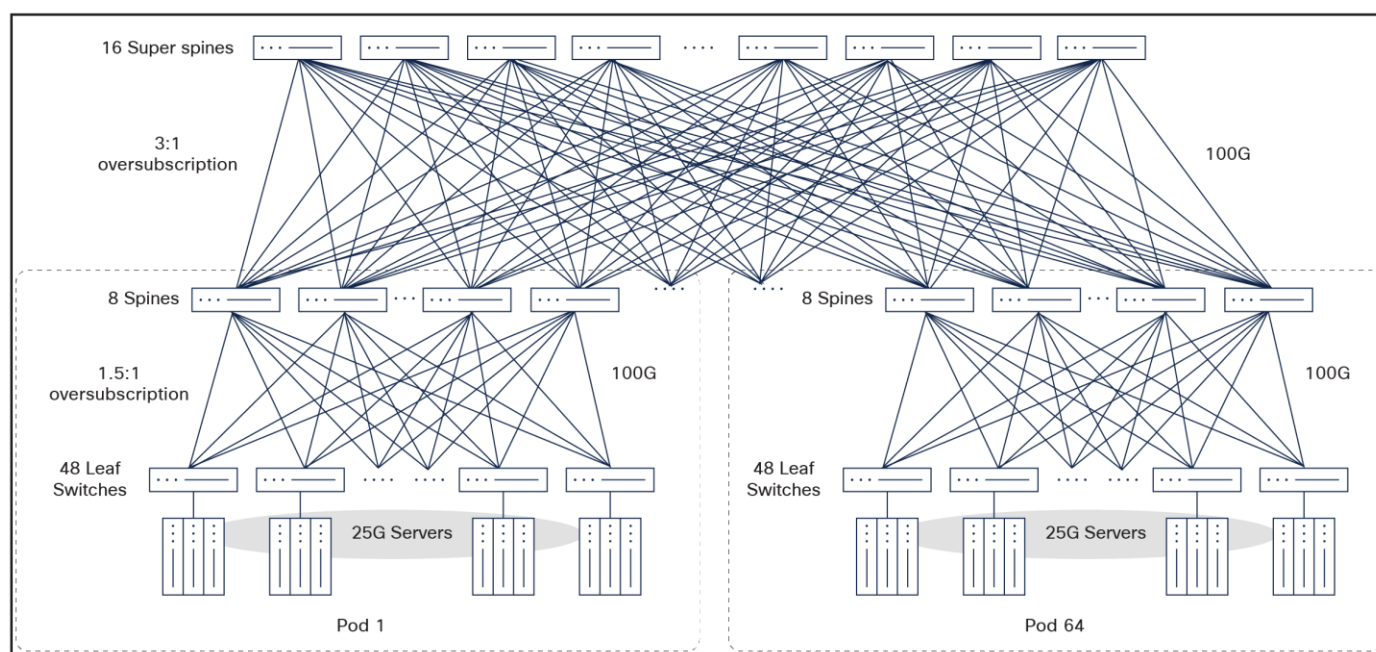 16 Super spines
3:1
oversubscription
100G
8 Spines
8 Spines
1.5:1
oversubscription
100G
100G
48 Leaf
Switches
48 Leaf
Switches
25G Servers
25G Servers
Pod 1
Pod 64